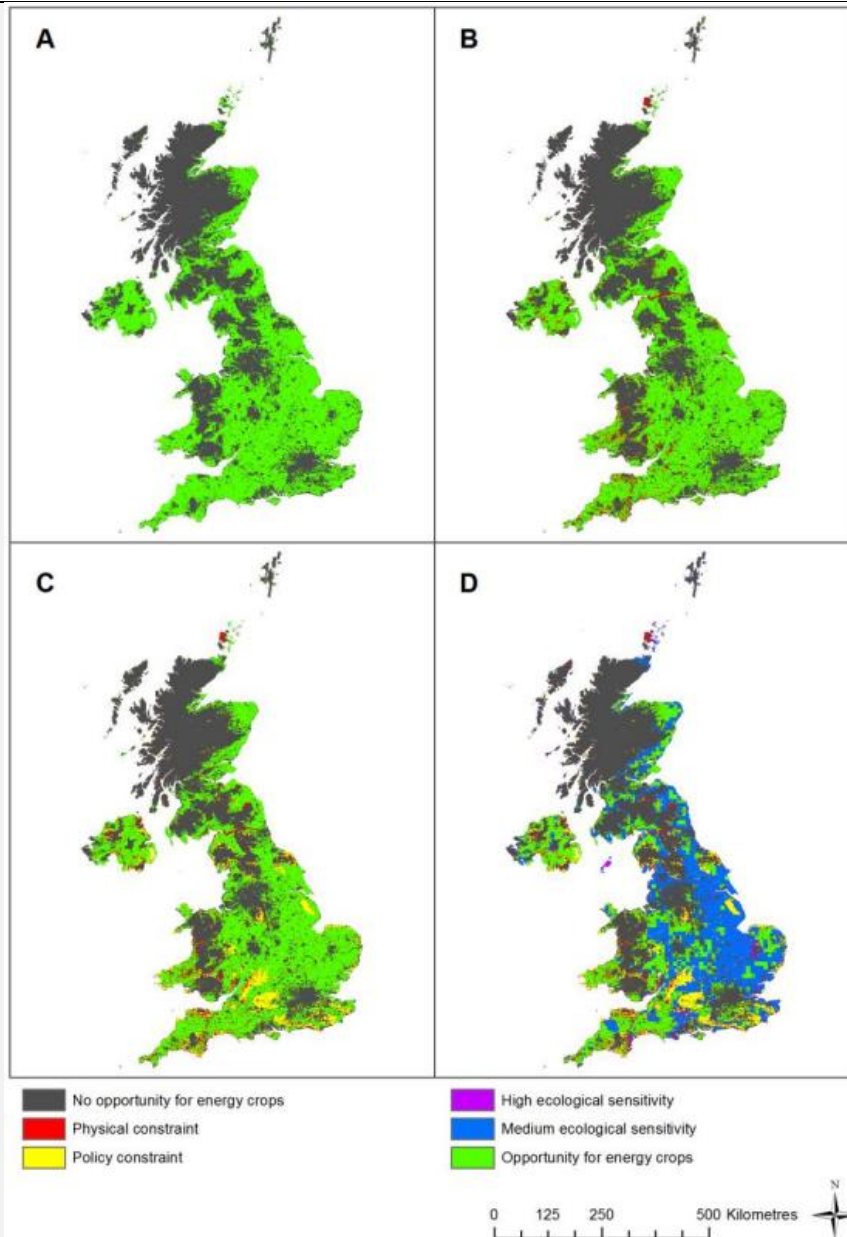 A
B
C
D
No opportunity for energy crops
Physical constraint
Policy constraint
High ecological sensitivity
Medium ecological sensitivity
Opportunity for energy crops
N
0 125 250 500 Kilometres